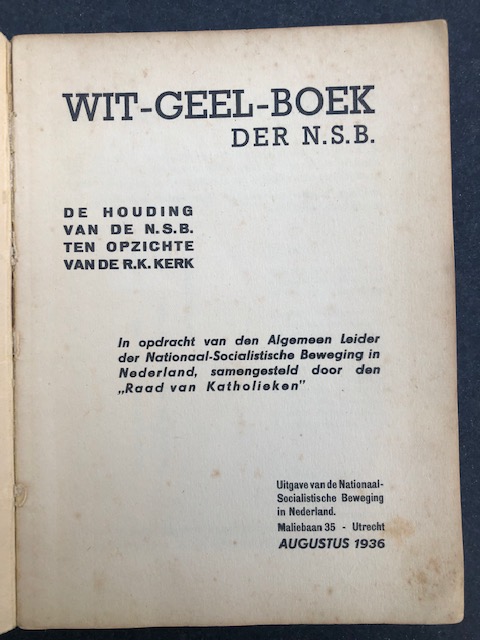 WIT-GEEL-BOEK
DER N.S.B.
DE HOUDING
VAN DE N.S.B.
TEN OPZICHTE
VAN DE R.K. KERK
In opdracht van den Algemeen Leider
der Nationaal-Socialistische Beweging in
Nederland, samengesteld door den
„Raad van Katholieken"
Uitgave van de Nationaal-
Socialistische Beweging
in Nederland.
Maliebaan 35 - Utrecht
AUGUSTUS 1936